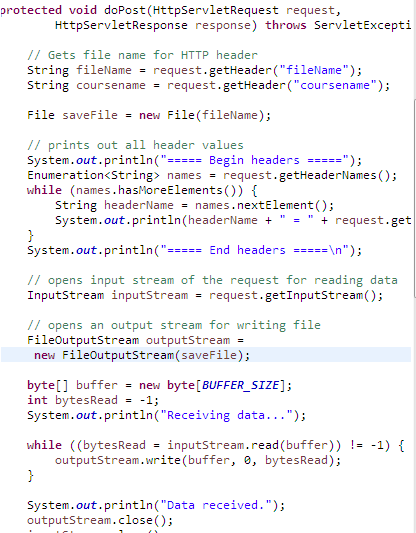 protected void doPost(HttpServletRequest request,
HttpServletResponse response) throws ServletExcepti
// Gets file name for HTTP header
String fileName = request.getHeader("fileName");
String coursename = request.getHeader("coursename");
File saveFile = new File(fileName);
// prints out all header values
System.out.println("===== Begin headers =====");
Enumeration<String> names = request.getHeaderNames();
while (names.hasMoreElements()) {
String headerName = names.nextElement();
System.out.println(headerName + " = " + request.get
}
System.out.println("===== End headers =====\n");
// opens input stream of the request for reading data
InputStream inputStream = request.getInputStream();
// opens an output stream for writing file
FileOutputStream outputStream =
new FileOutputStream(saveFile);
byte[] buffer = new byte[BUFFER_SIZE];
int bytesRead = -1;
System.out.println("Receiving data...");
while ((bytesRead = inputStream.read(buffer)) != -1) {
outputStream.write(buffer, 0, bytesRead);
}
System.out.println("Data received.");
outputStream.close();